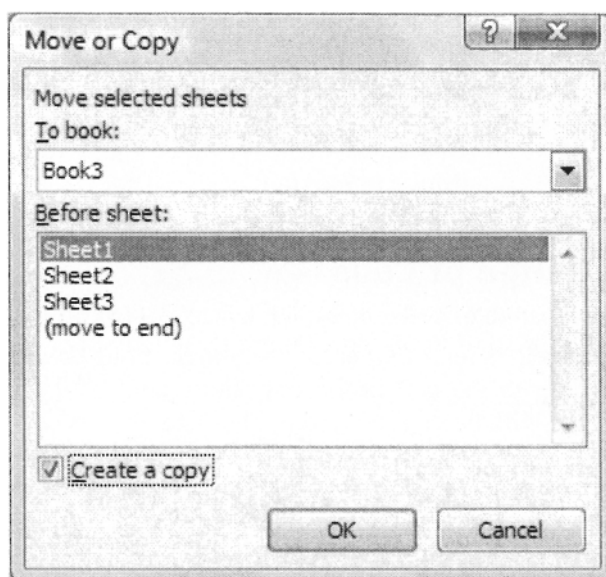 Move or Copy
Move selected sheets
To book:
Book3
Before sheet:
Sheet1
Sheet2
Sheet3
(move to end)
Create a copy
OK
Cancel